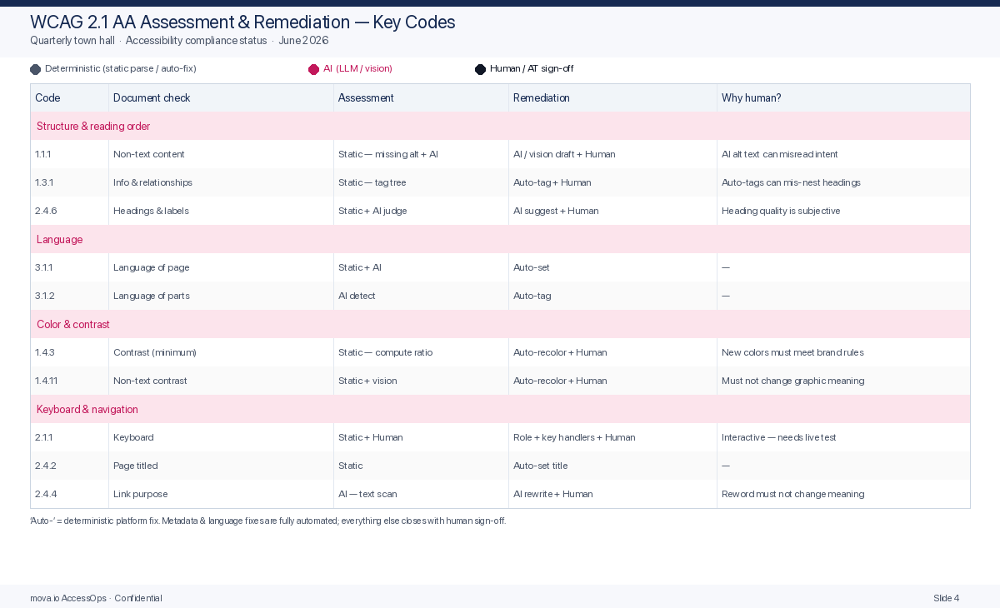 WCAG 2.1 AA Assessment & Remediation — Key Codes
Quarterly town hall · Accessibility compliance status · June 2026
Deterministic (static parse / auto-fix) AI (LLM / vision) Human / AT sign-off
Code Document check Assessment Remediation Why human?
Structure & reading order
1.1.1 Non-text content Static — missing alt + AI AI / vision draft + Human AI alt text can misread intent
1.3.1 Info & relationships Static — tag tree Auto-tag + Human Auto-tags can mis-nest headings
2.4.6 Headings & labels Static + AI judge AI suggest + Human Heading quality is subjective
Language
3.1.1 Language of page Static + AI Auto-set —
3.1.2 Language of parts AI detect Auto-tag —
Color & contrast
1.4.3 Contrast (minimum) Static — compute ratio Auto-recolor + Human New colors must meet brand rules
1.4.11 Non-text contrast Static + vision Auto-recolor + Human Must not change graphic meaning
Keyboard & navigation
2.1.1 Keyboard Static + Human Role + key handlers + Human Interactive — needs live test
2.4.2 Page titled Static Auto-set title —
2.4.4 Link purpose AI — text scan AI rewrite + Human Reword must not change meaning
'Auto-' = deterministic platform fix. Metadata & language fixes are fully automated; everything else closes with human sign-off.
mova.io AccessOps · Confidential Slide 4